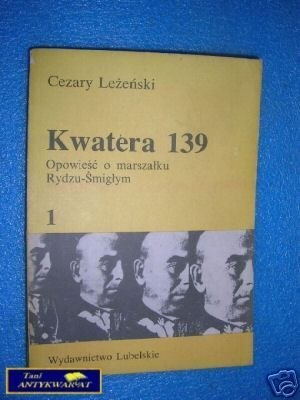 Cezary Leżeński
Kwatera 139
Opowieść o marszałku
Rydzu-Śmigłym
1
Wydawnictwo Lubelskie
Tani
ANTYKWARIAT